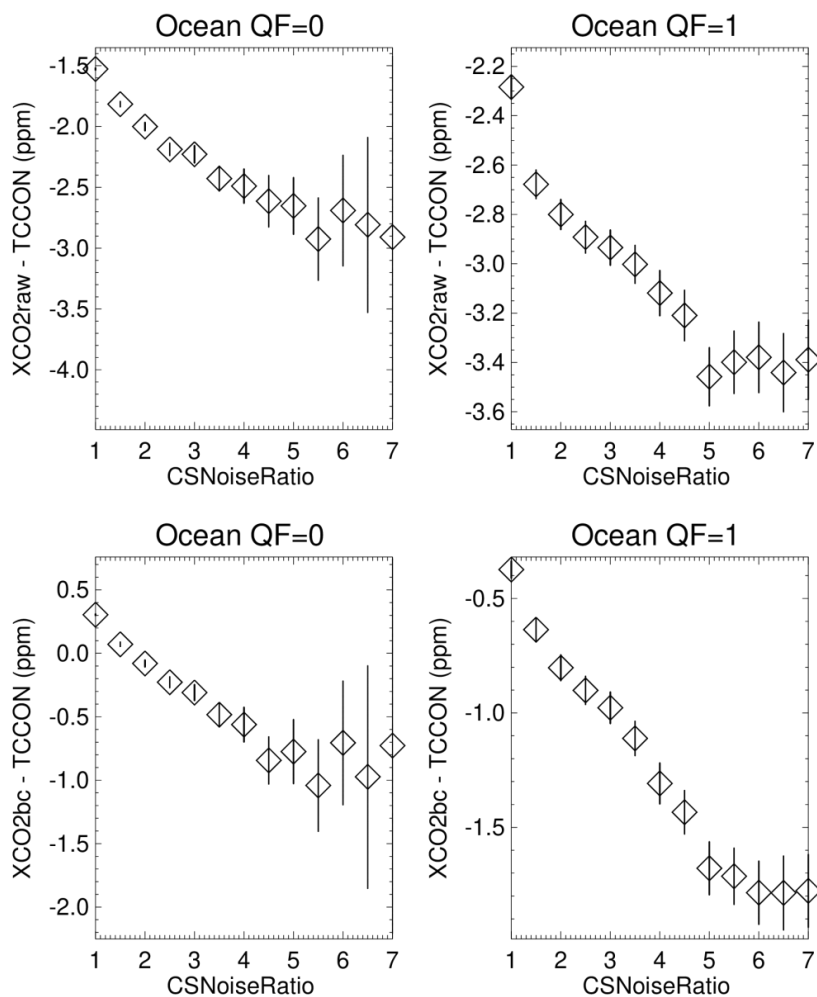 Ocean QF=0
XCO2raw - TCCON (ppm)
-1.5
-2.0
-2.5
-3.0
-3.5
-4.0
1 2 3 4 5 6 7
CSNoiseRatio
Ocean QF=1
XCO2raw - TCCON (ppm)
-2.2
-2.4
-2.6
-2.8
-3.0
-3.2
-3.4
-3.6
1 2 3 4 5 6 7
CSNoiseRatio
Ocean QF=0
XCO2bc - TCCON (ppm)
0.5
0.0
-0.5
-1.0
-1.5
-2.0
1 2 3 4 5 6 7
CSNoiseRatio
Ocean QF=1
XCO2bc - TCCON (ppm)
-0.5
-1.0
-1.5
1 2 3 4 5 6 7
CSNoiseRatio